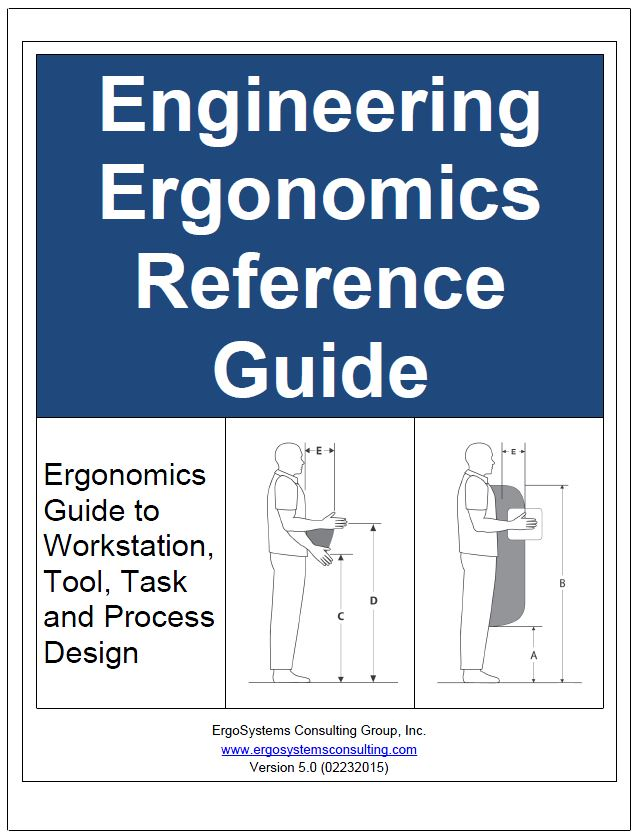 Engineering
Ergonomics
Reference
Guide
Ergonomics
Guide to
Workstation,
Tool, Task
and Process
Design
E
C
D
E
B
A
ErgoSystems Consulting Group, Inc.
www.ergosystemsconsulting.com
Version 5.0 (02232015)